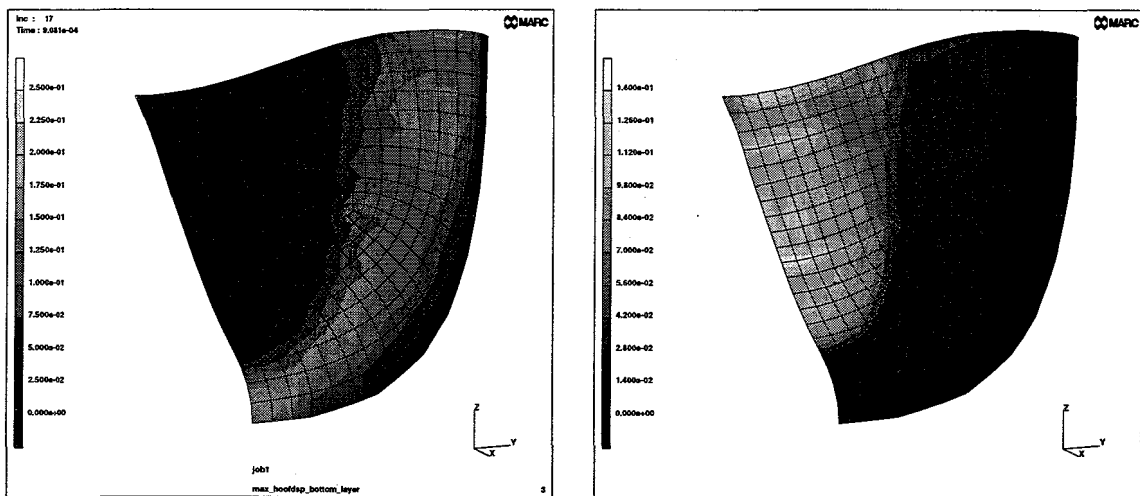 Inc : 17
Time : 9.081e-04
MARC
2.500e-01
2.250e-01
2.000e-01
1.750e-01
1.500e-01
1.250e-01
1.000e-01
7.500e-02
5.000e-02
2.500e-02
0.000e+00
Z
Y
X
job1
max_hoofdsp_bottom_layer
3
MARC
1.400e-01
1.260e-01
1.120e-01
9.800e-02
8.400e-02
7.000e-02
5.600e-02
4.200e-02
2.800e-02
1.400e-02
0.000e+00
Z
Y
X